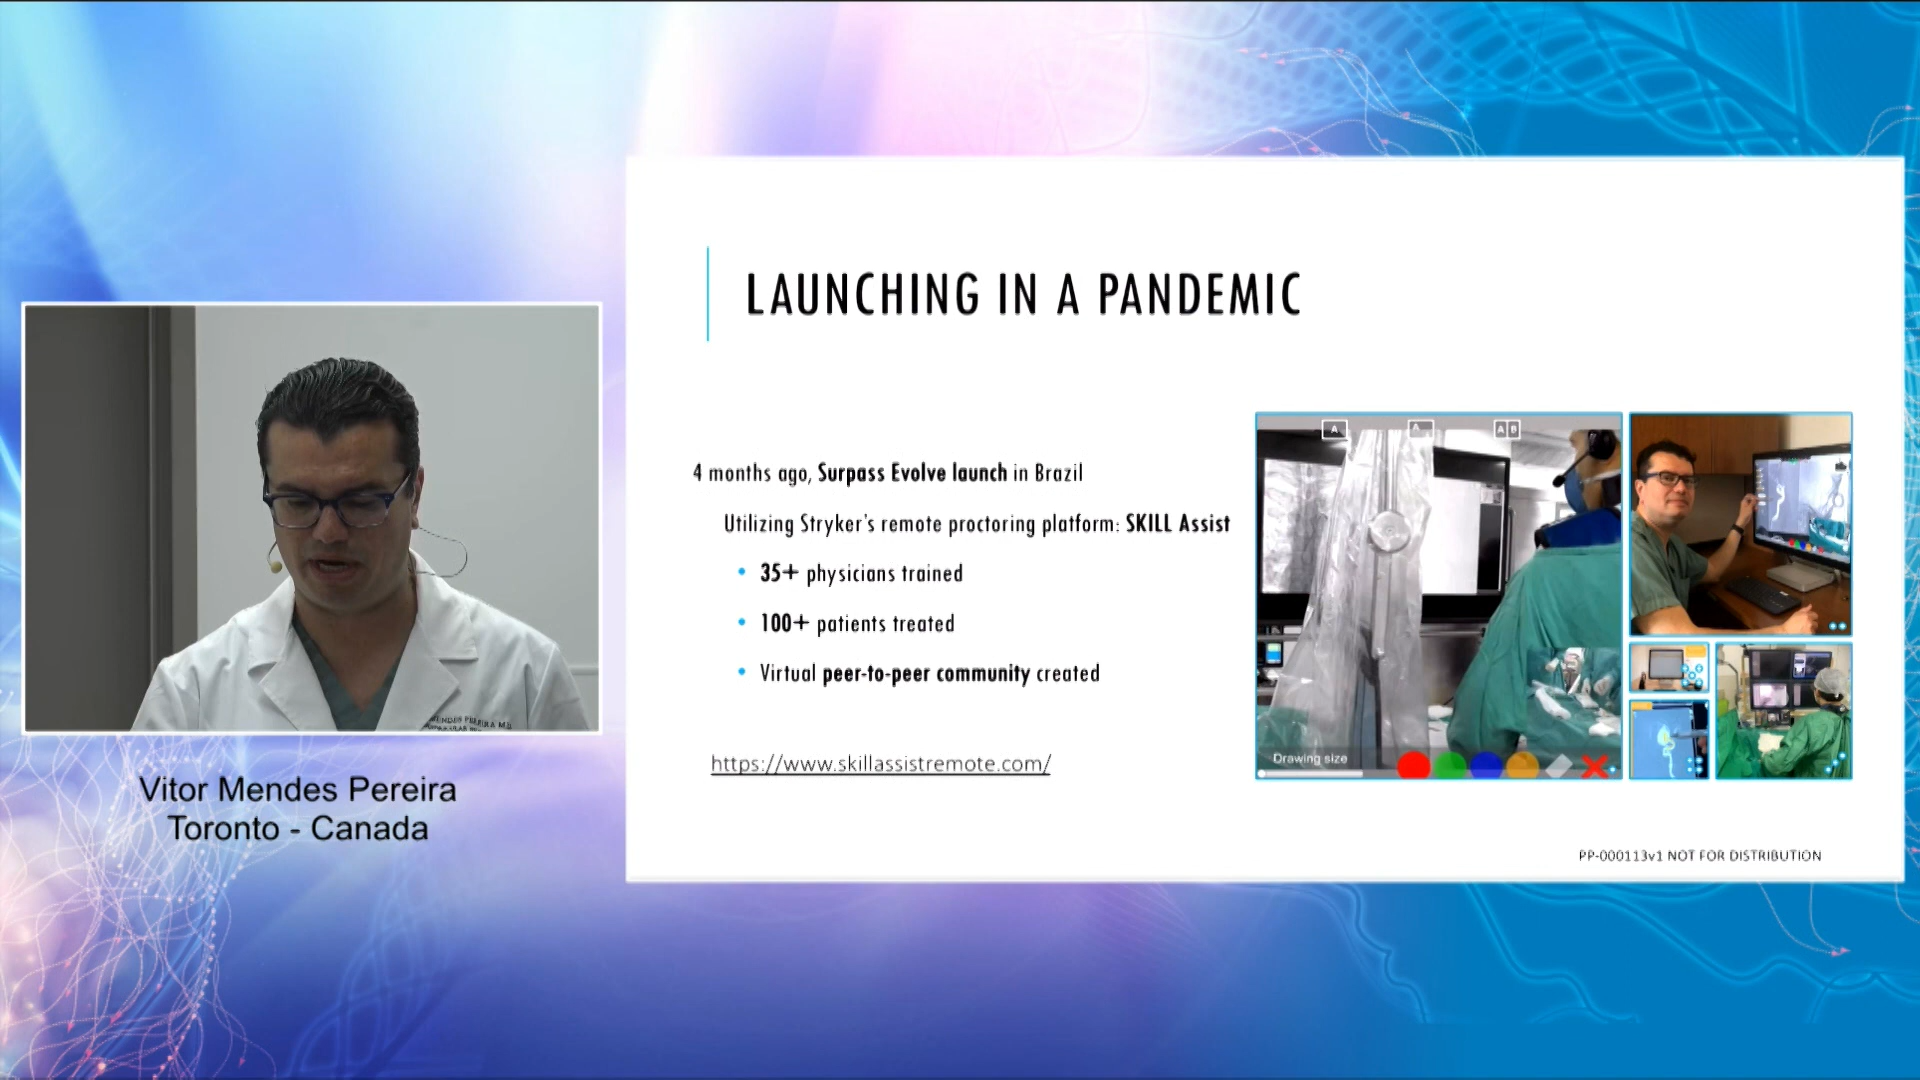 LAUNCHING IN A PANDEMIC
4 months ago, Surpass Evolve launch in Brazil
Utilizing Stryker's remote proctoring platform: SKILL Assist
• 35+ physicians trained
• 100+ patients treated
• Virtual peer-to-peer community created
https://www.skillassistremote.com/
A
A
A B
Drawing size
PP-000113v1 NOT FOR DISTRIBUTION
MENDES PEREIRA M.D.
Vitor Mendes Pereira
Toronto - Canada